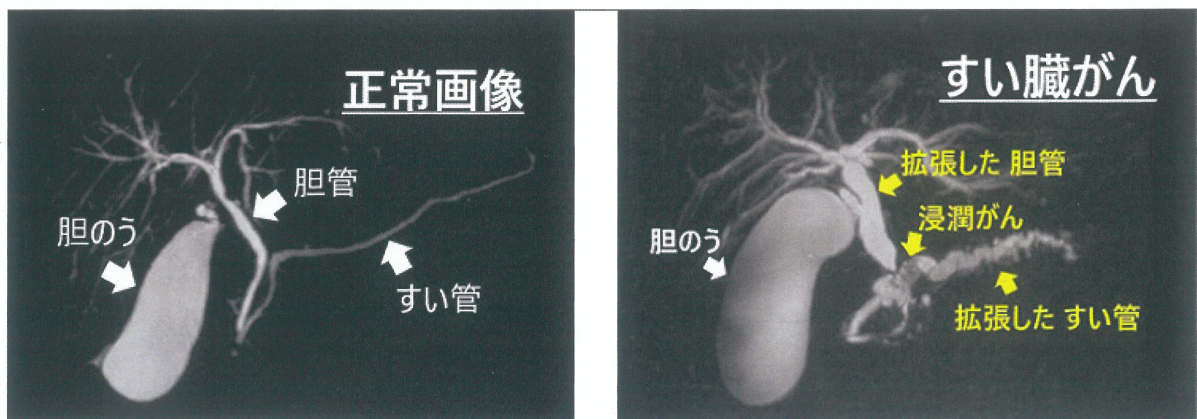 正常画像
胆管
胆のう
すい管
すい臓がん
拡張した 胆管
浸潤がん
胆のう
拡張した すい管